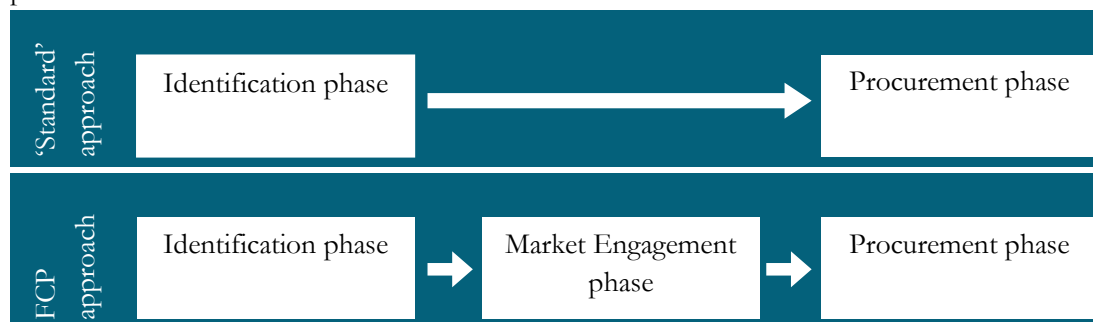 'Standard'
approach
Identification phase
Procurement phase
FCP
approach
Identification phase
Market Engagement
phase
Procurement phase